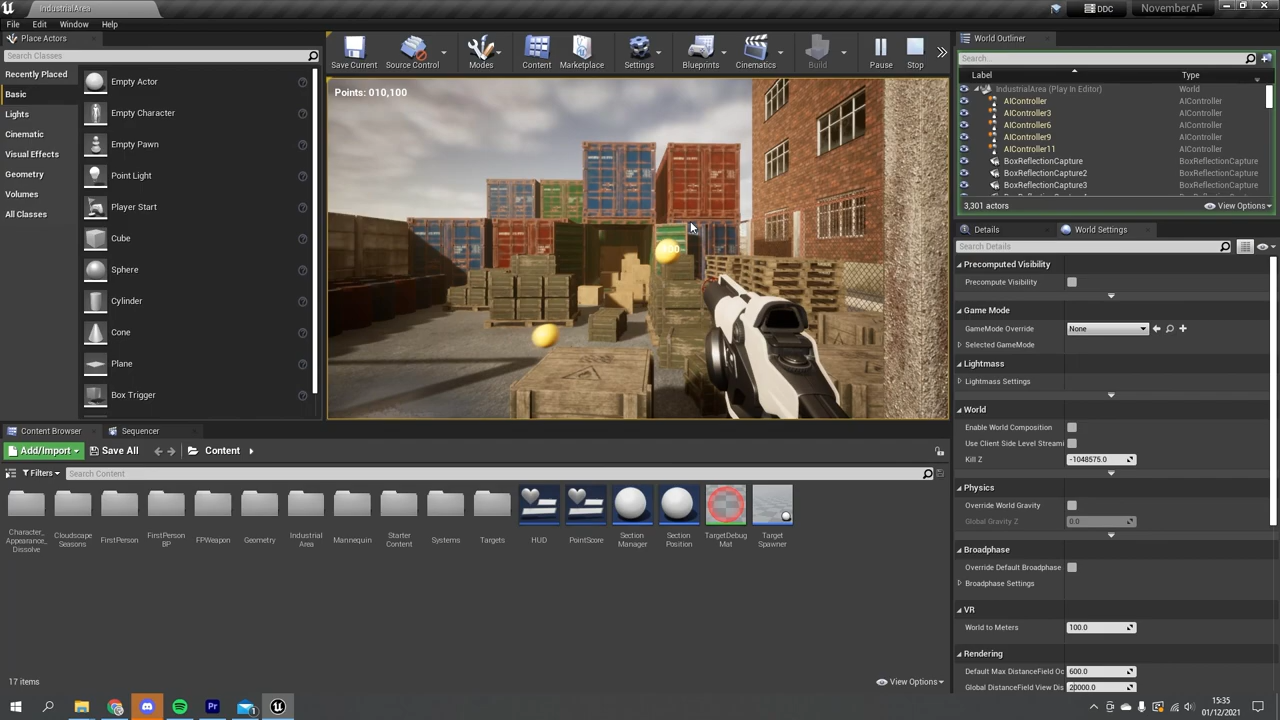 IndustrialArea
DDC
NovemberAF
File
Edit
Window
Help
Place Actors
Search Classes
Recently Placed
Basic
Lights
Cinematic
Visual Effects
Geometry
Volumes
All Classes
Empty Actor
Empty Character
Empty Pawn
Point Light
Player Start
Cube
Sphere
Cylinder
Cone
Plane
Box Trigger
Save Current
Source Control
Modes
Content
Marketplace
Settings
Blueprints
Cinematics
Build
Pause
Stop
Points: 010,100
World Outliner
Search...
Label
Type
IndustrialArea (Play In Editor)
World
AIController
AIController
AIController3
AIController
AIController6
AIController
AIController9
AIController
AIController11
AIController
BoxReflectionCapture
BoxReflectionCapture
BoxReflectionCapture2
BoxReflectionCapture
BoxReflectionCapture3
BoxReflectionCapture
3,301 actors
View Options
Details
World Settings
Search Details
Precomputed Visibility
Precompute Visibility
Game Mode
GameMode Override
None
Selected GameMode
Lightmass
Lightmass Settings
World
Enable World Composition
Use Client Side Level Streami
Kill Z
-1048575.0
Physics
Override World Gravity
Global Gravity Z
0.0
Broadphase
Override Default Broadphase
Broadphase Settings
VR
World to Meters
100.0
Rendering
Default Max DistanceField Oc
600.0
Global DistanceField View Dis
20000.0
Content Browser
Sequencer
Add/Import
Save All
Content
Filters
Search Content
Character_
Appearance_
Dissolve
Cloudscape
Seasons
FirstPerson
FirstPerson
BP
FPWeapon
Geometry
Industrial
Area
Mannequin
Starter
Content
Systems
Targets
HUD
PointScore
Section
Manager
Section
Position
TargetDebug
Mat
Target
Spawner
17 items
View Options
15:35
01/12/2021